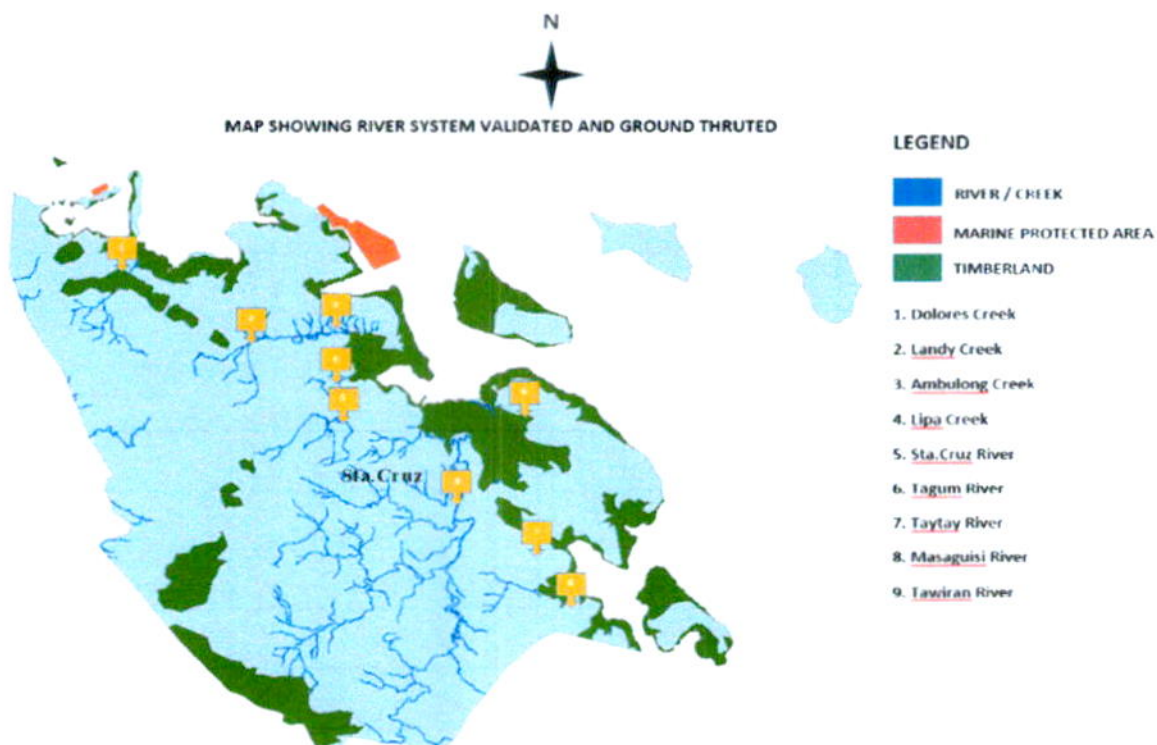 N
MAP SHOWING RIVER SYSTEM VALIDATED AND GROUND THRUTED
LEGEND
RIVER / CREEK
MARINE PROTECTED AREA
TIMBERLAND
1. Dolores Creek
2. Landy Creek
3. Ambulong Creek
4. Lipa Creek
5. Sta.Cruz River
6. Tagum River
7. Taytay River
8. Masaguisi River
9. Tawiran River
Sta.Cruz